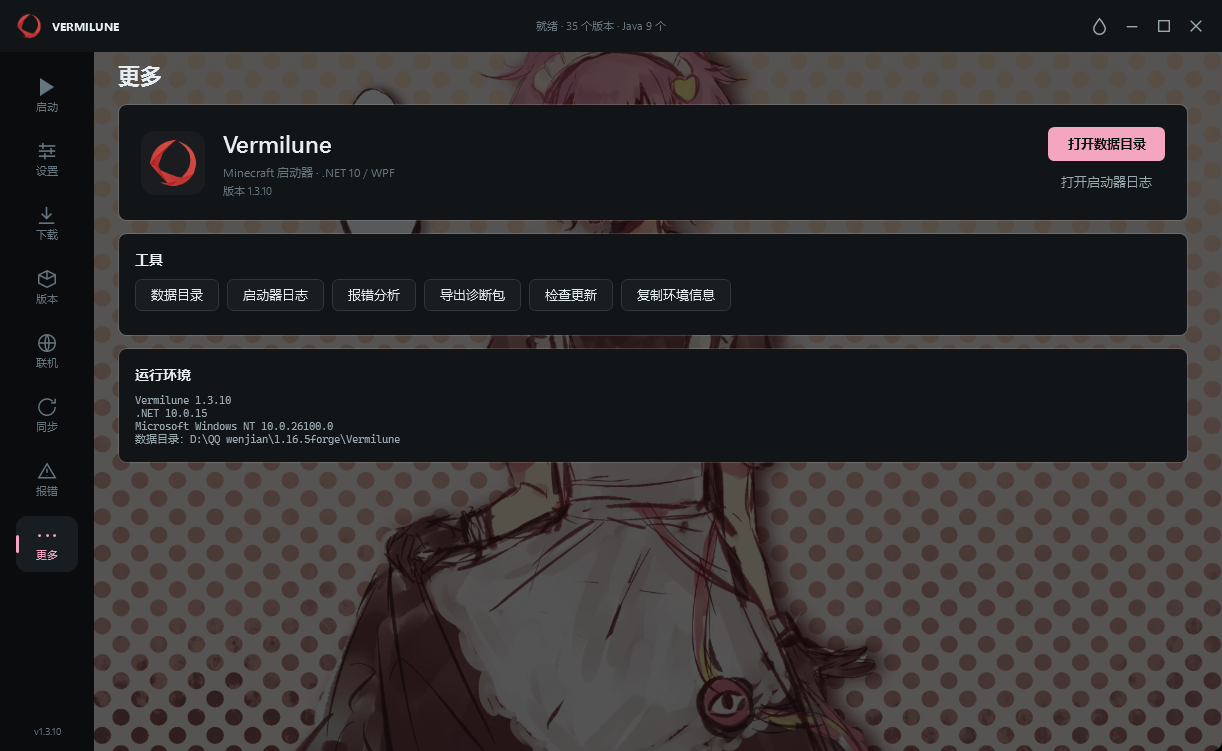 VERMILUNE
就绪 · 35 个版本 · Java 9 个
启动
设置
下载
版本
联机
同步
报错
更多
v1.3.10
更多
Vermilune
Minecraft 启动器 · .NET 10 / WPF
版本 1.3.10
打开数据目录
打开启动器日志
工具
数据目录 启动器日志 报错分析 导出诊断包 检查更新 复制环境信息
运行环境
Vermilune 1.3.10
.NET 10.0.15
Microsoft Windows NT 10.0.26100.0
数据目录: D:\QQ wenjian\1.16.5forge\Vermilune